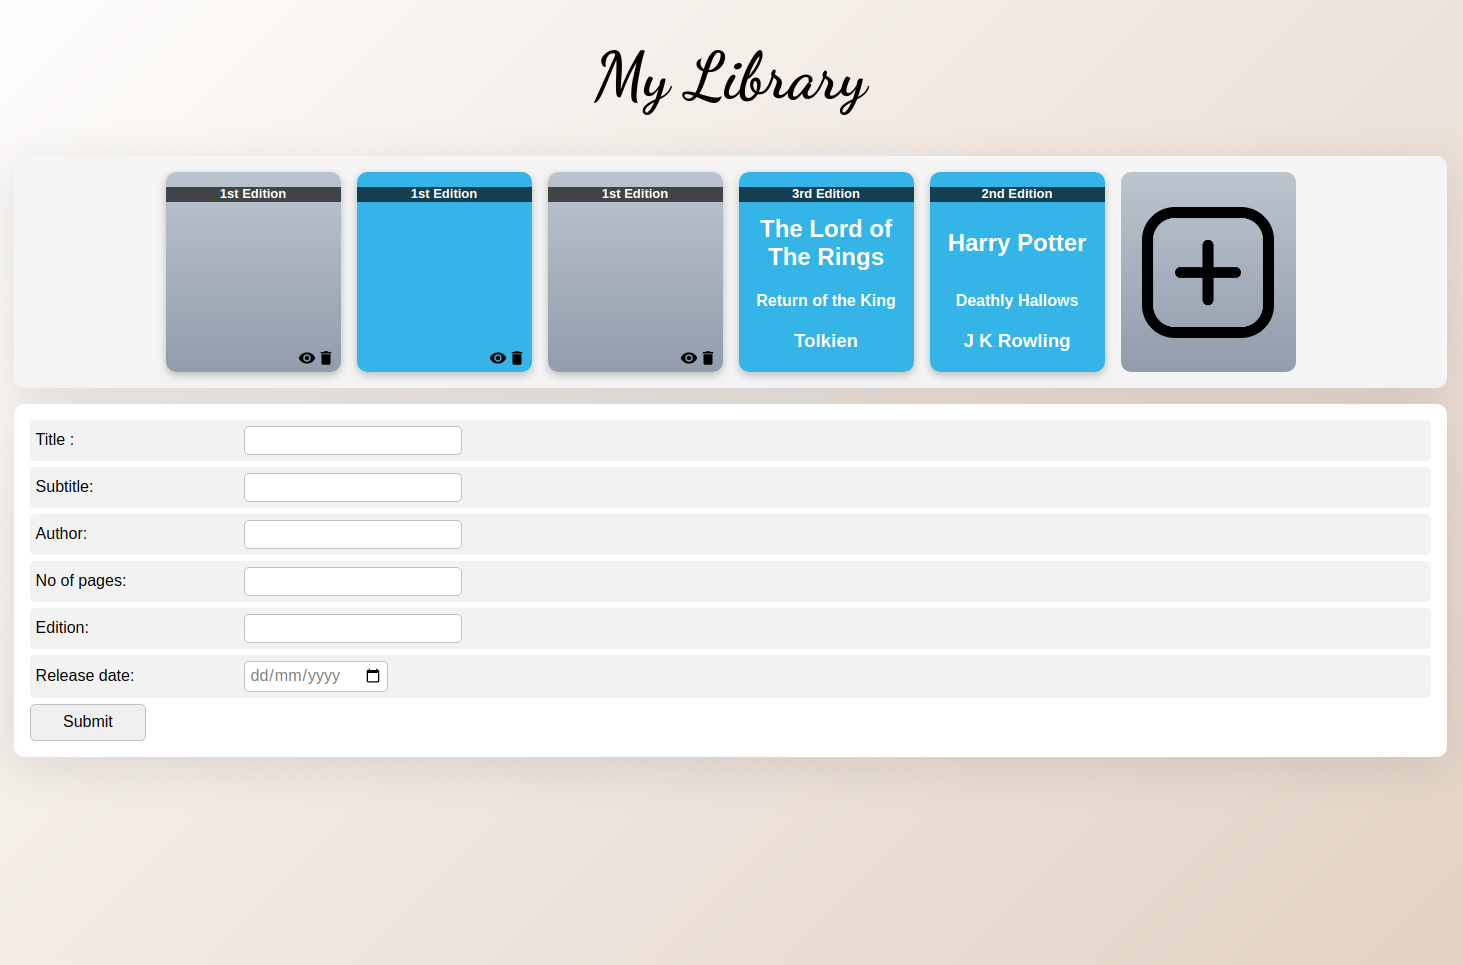 My Library
1st Edition
1st Edition
1st Edition
3rd Edition
The Lord of
The Rings
Return of the King
Tolkien
2nd Edition
Harry Potter
Deathly Hallows
J K Rowling
Title :
Subtitle:
Author:
No of pages:
Edition:
Release date:
dd/mm/yyyy
Submit